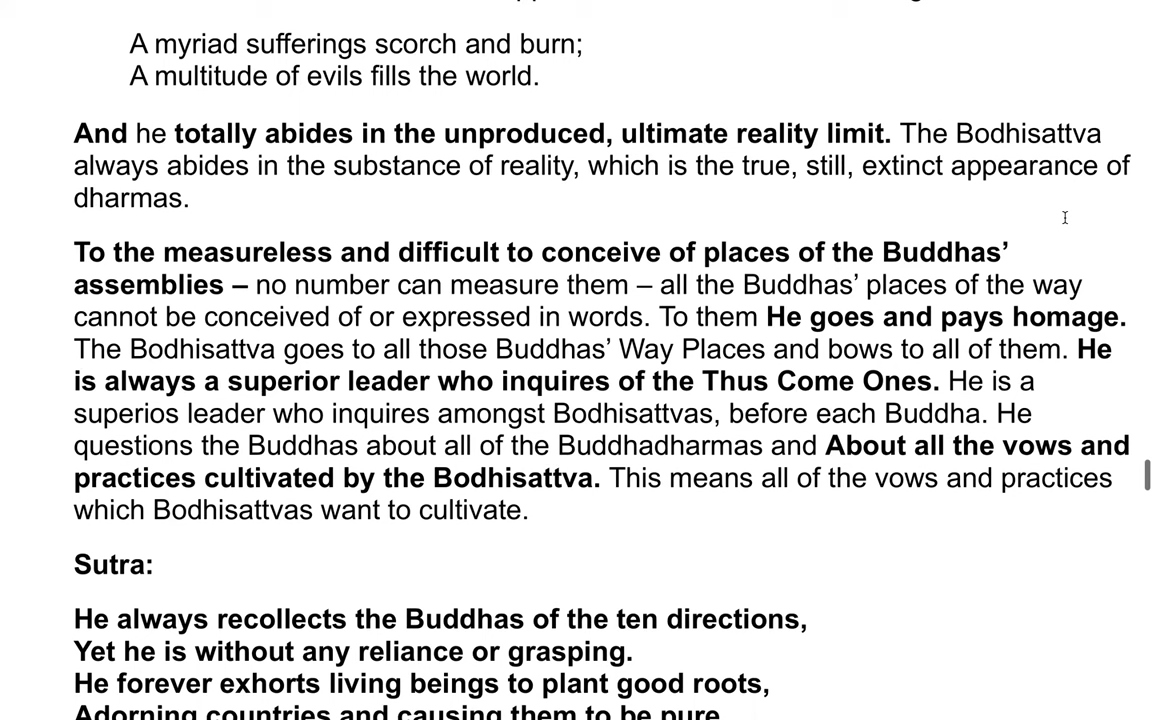 A myriad sufferings scorch and burn;
A multitude of evils fills the world.
And he totally abides in the unproduced, ultimate reality limit. The Bodhisattva
always abides in the substance of reality, which is the true, still, extinct appearance of
dharmas.
To the measureless and difficult to conceive of places of the Buddhas’
assemblies – no number can measure them – all the Buddhas’ places of the way
cannot be conceived of or expressed in words. To them He goes and pays homage.
The Bodhisattva goes to all those Buddhas’ Way Places and bows to all of them. He
is always a superior leader who inquires of the Thus Come Ones. He is a
superios leader who inquires amongst Bodhisattvas, before each Buddha. He
questions the Buddhas about all of the Buddhadharmas and About all the vows and
practices cultivated by the Bodhisattva. This means all of the vows and practices
which Bodhisattvas want to cultivate.
Sutra:
He always recollects the Buddhas of the ten directions,
Yet he is without any reliance or grasping.
He forever exhorts living beings to plant good roots,
Adorning countries and causing them to be pure